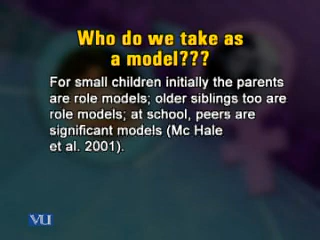 Who do we take as
a model???
For small children initially the parents
are role models; older siblings too are
role models; at school, peers are
significant models (Mc Hale
et al. 2001).
VU